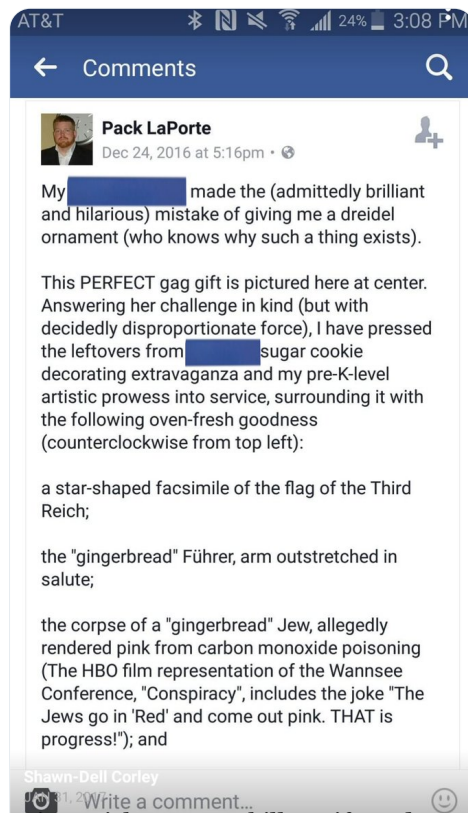 AT&T 24% 3:08 PM
Comments
Pack LaPorte
Dec 24, 2016 at 5:16pm •
My made the (admittedly brilliant
and hilarious) mistake of giving me a dreidel
ornament (who knows why such a thing exists).
This PERFECT gag gift is pictured here at center.
Answering her challenge in kind (but with
decidedly disproportionate force), I have pressed
the leftovers from sugar cookie
decorating extravaganza and my pre-K-level
artistic prowess into service, surrounding it with
the following oven-fresh goodness
(counterclockwise from top left):
a star-shaped facsimile of the flag of the Third
Reich;
the "gingerbread" Führer, arm outstretched in
salute;
the corpse of a "gingerbread" Jew, allegedly
rendered pink from carbon monoxide poisoning
(The HBO film representation of the Wannsee
Conference, "Conspiracy", includes the joke "The
Jews go in 'Red' and come out pink. THAT is
progress!"); and
Shawn-Dell Corley
JAN 31, 2017
Write a comment...